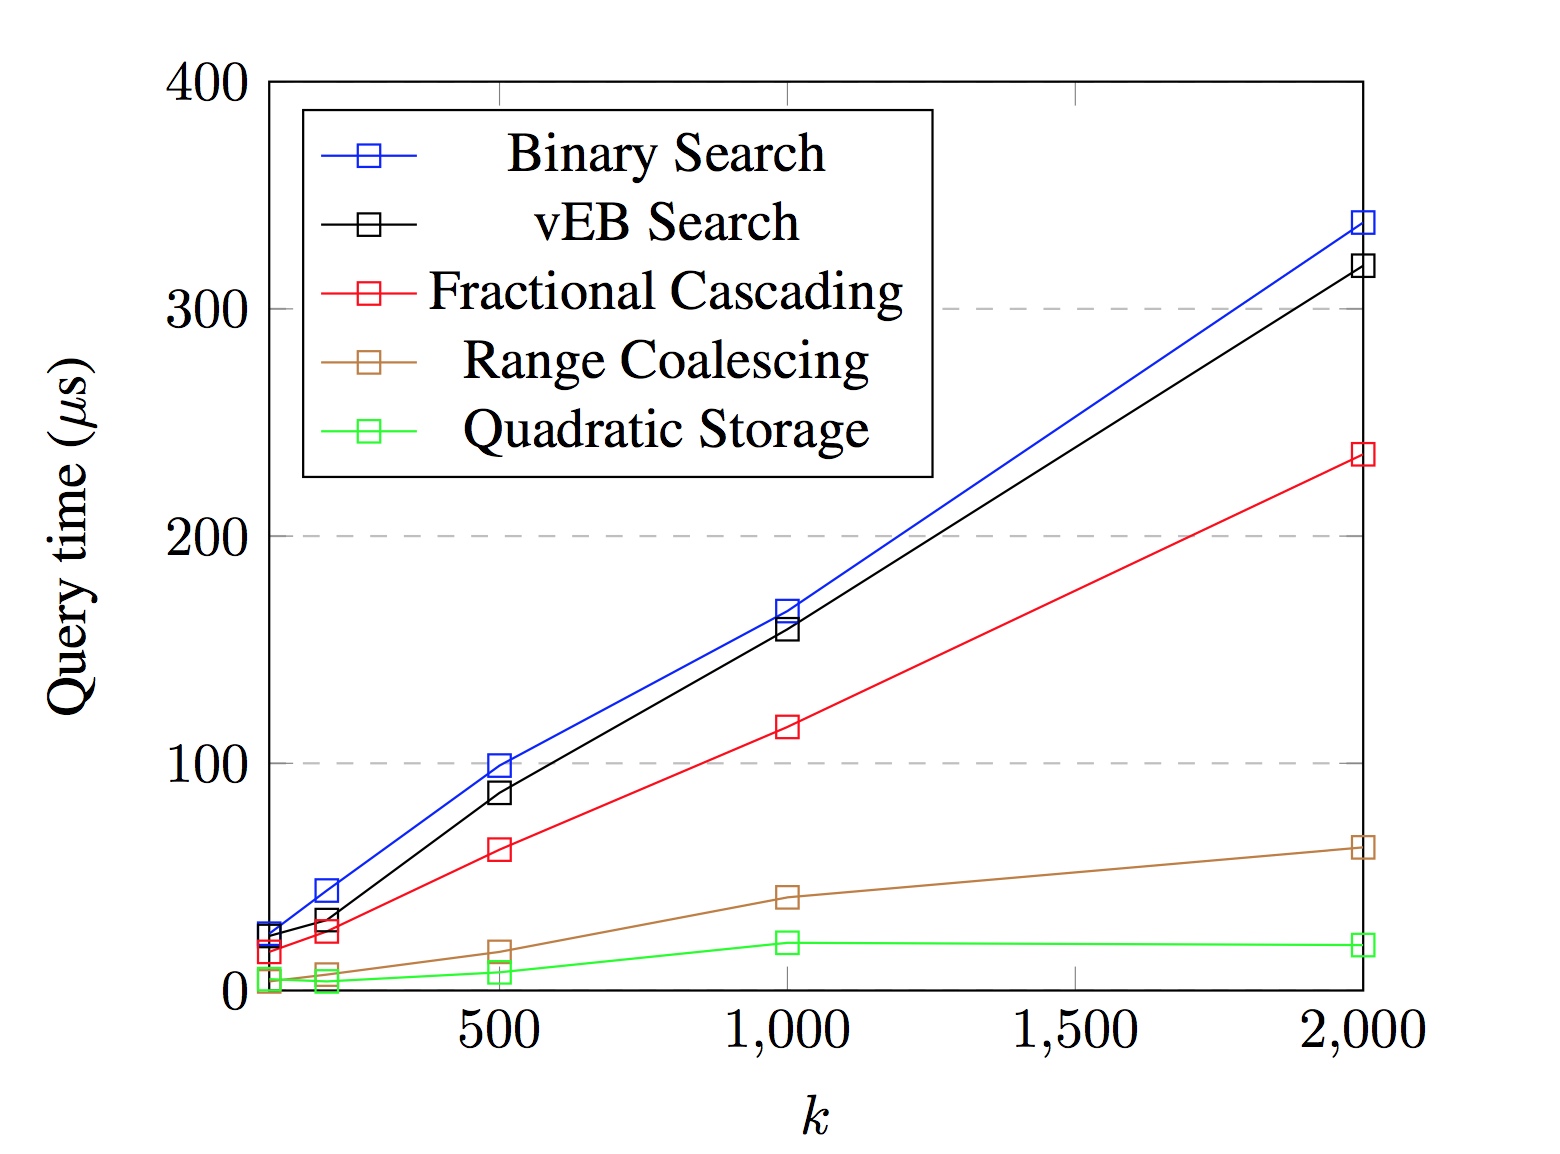 400
Binary Search
vEB Search
Fractional Cascading
Range Coalescing
Quadratic Storage
300
200
100
0
Query time (μs)
500 1,000 1,500 2,000
k